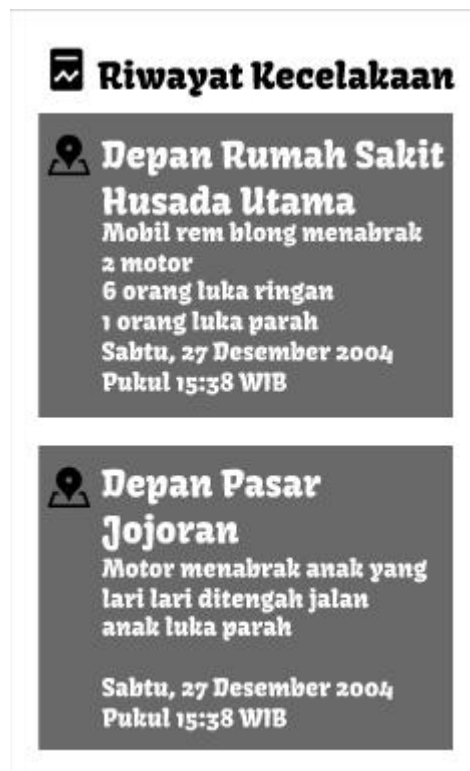 Riwayat Kecelakaan
Depan Rumah Sakit
Husada Utama
Mobil rem blong menabrak
2 motor
6 orang luka ringan
1 orang luka parah
Sabtu, 27 Desember 2004
Pukul 15:38 WIB
Depan Pasar
Jojoran
Motor menabrak anak yang
lari lari ditengah jalan
anak luka parah
Sabtu, 27 Desember 2004
Pukul 15:38 WIB